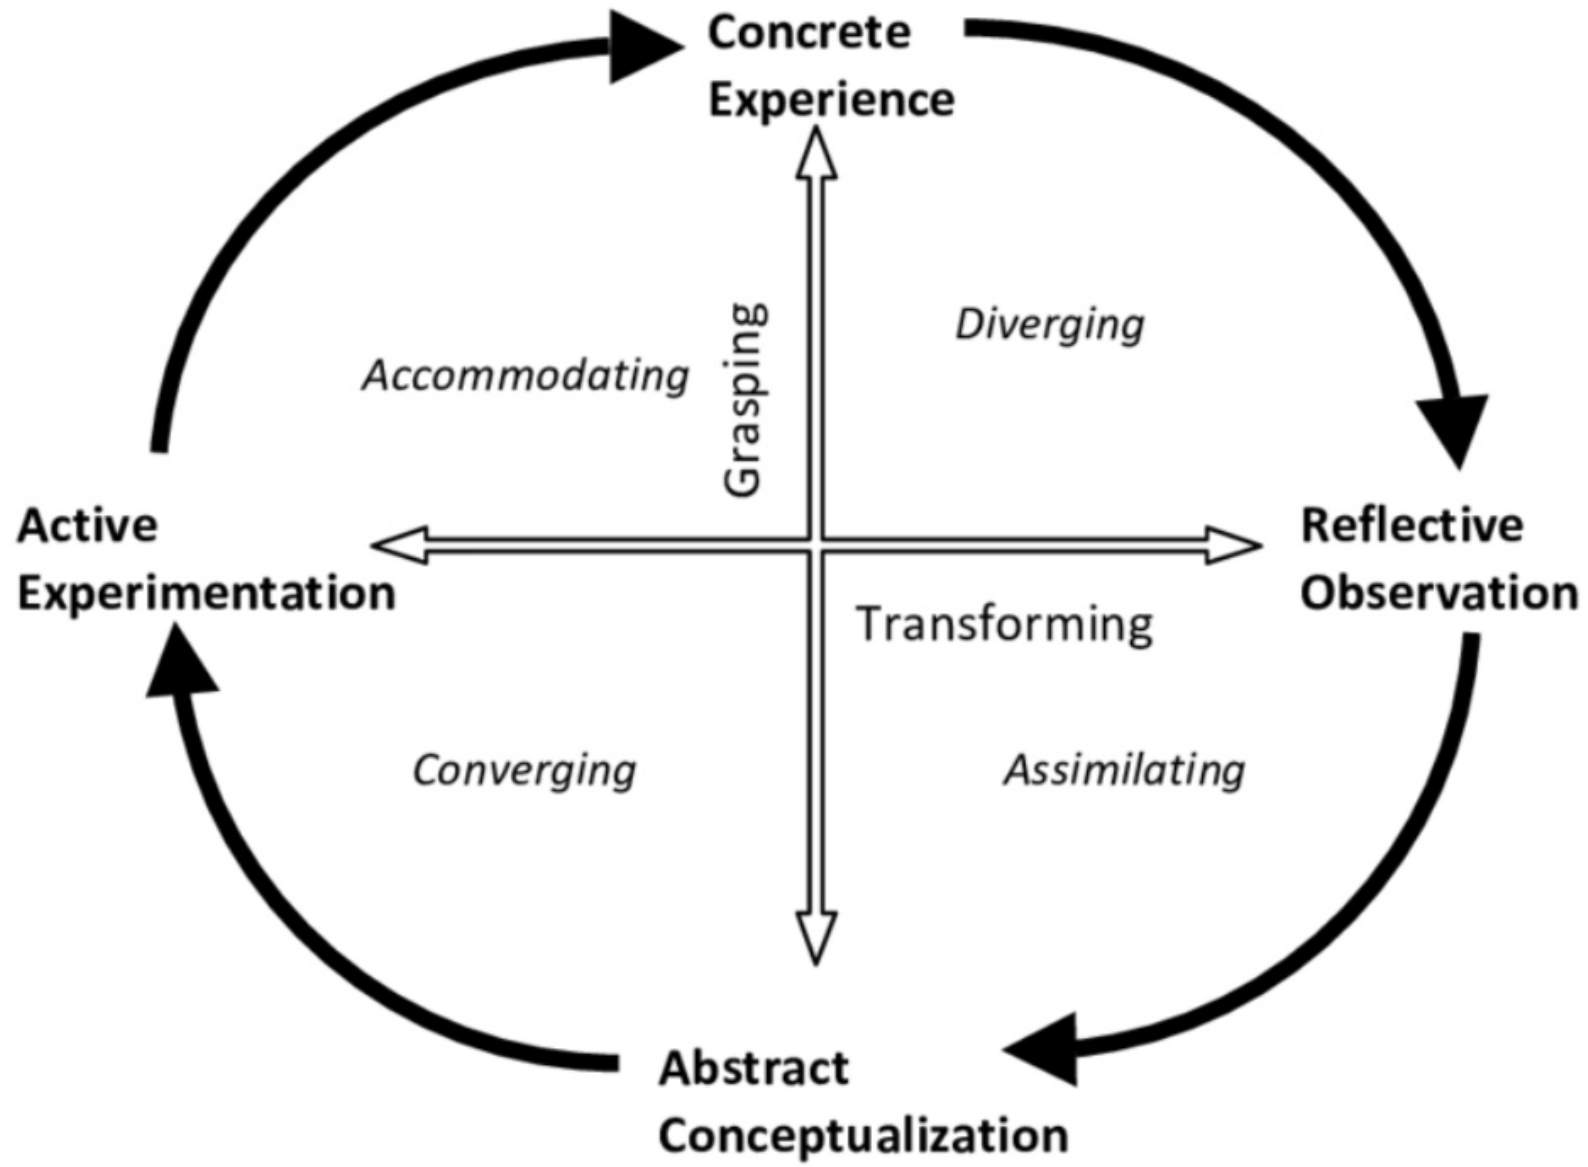 Concrete
Experience
Diverging
Accommodating
Grasping
Active
Experimentation
Reflective
Observation
Transforming
Converging
Assimilating
Abstract
Conceptualization